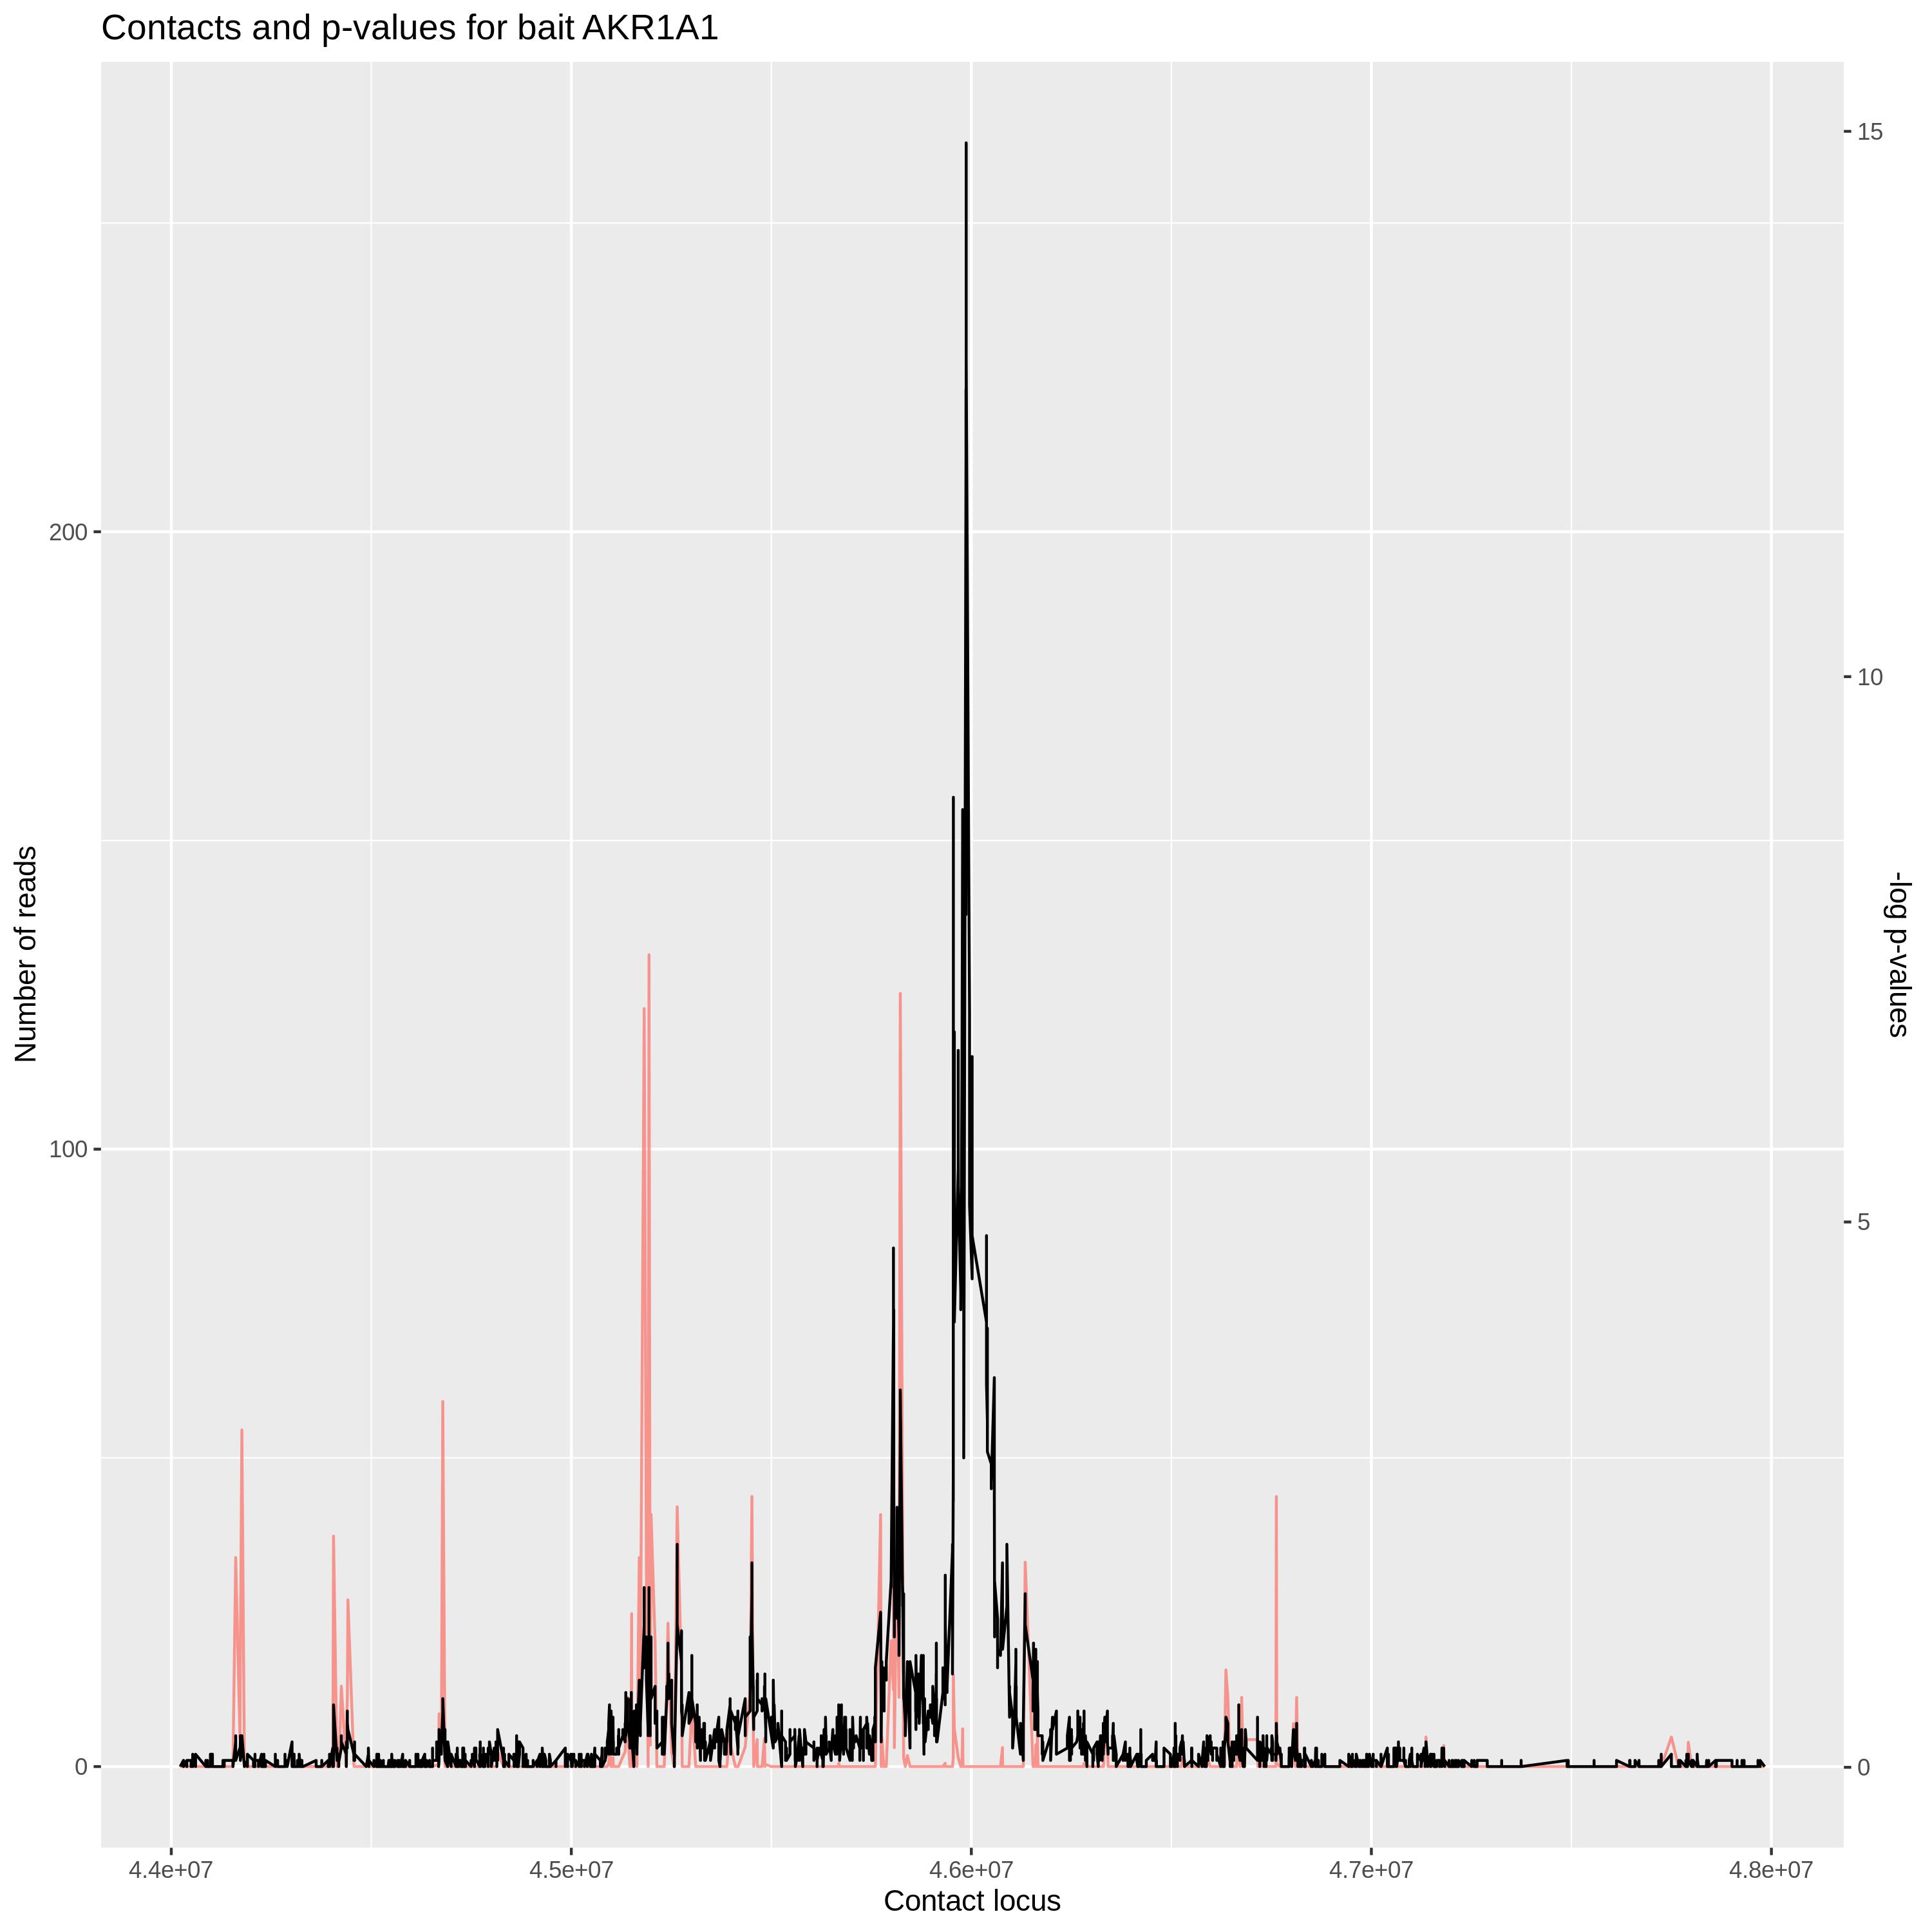 Contacts and p-values for bait AKR1A1
Number of reads
200
100
0
15
10
5
0
-log p-values
4.4e+07 4.5e+07 4.6e+07 4.7e+07 4.8e+07
Contact locus